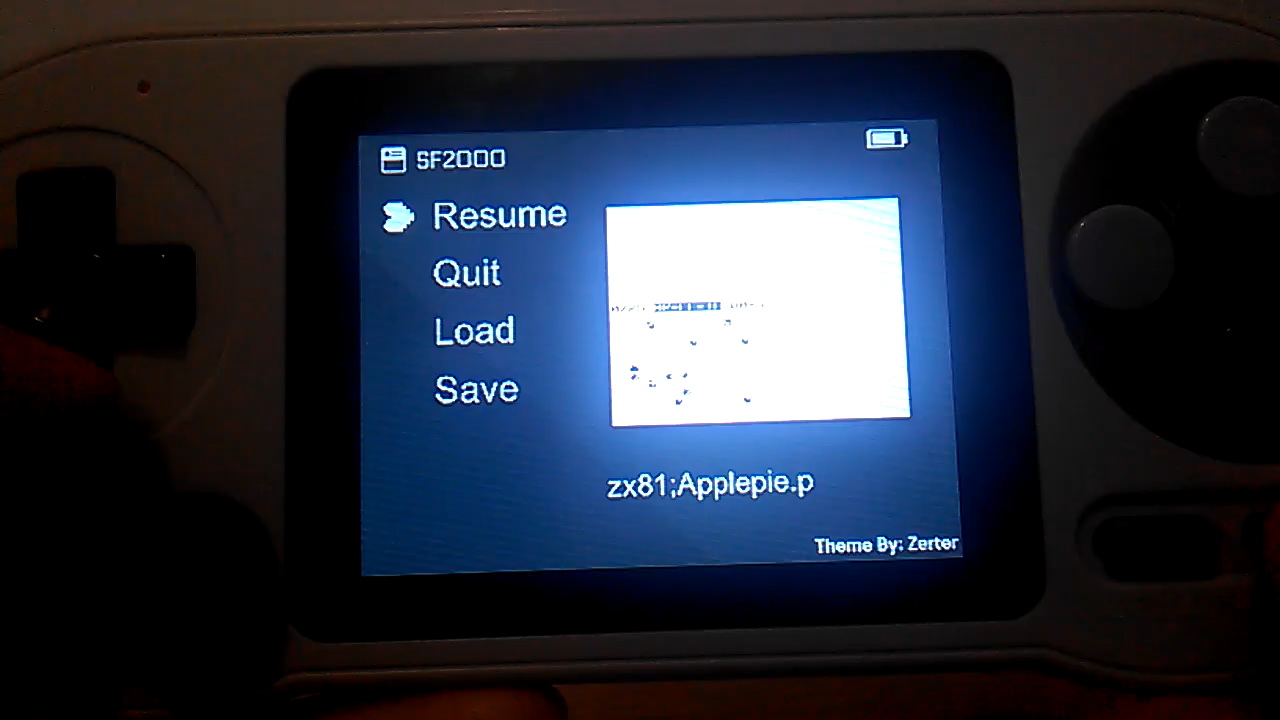 SF2000
Resume
Quit
Load
Save
zx81;Applepie.p
Theme By: Zerter